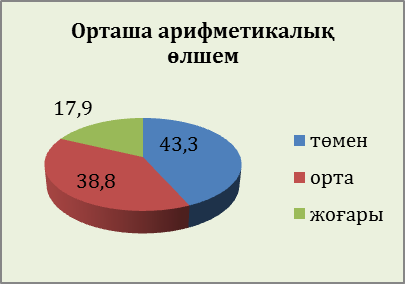 Орташа арифметикалық
өлшем
17,9
43,3
38,8
төмен
орта
жоғары